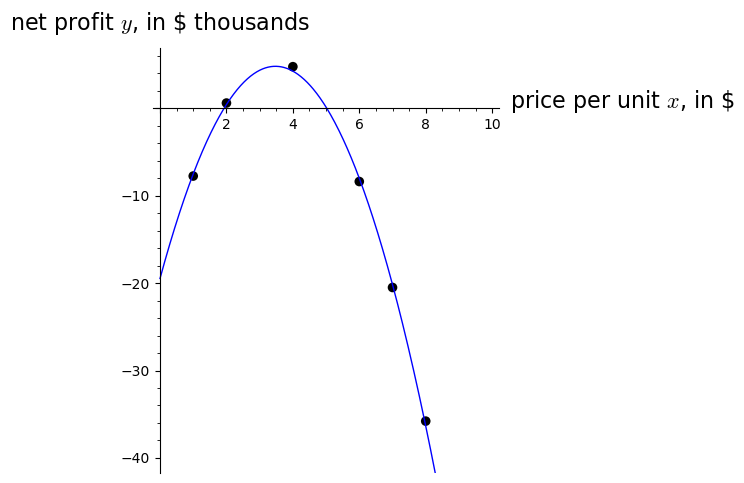 net profit y, in $ thousands
price per unit x, in $
2 4 6 8 10
−10
−20
−30
−40